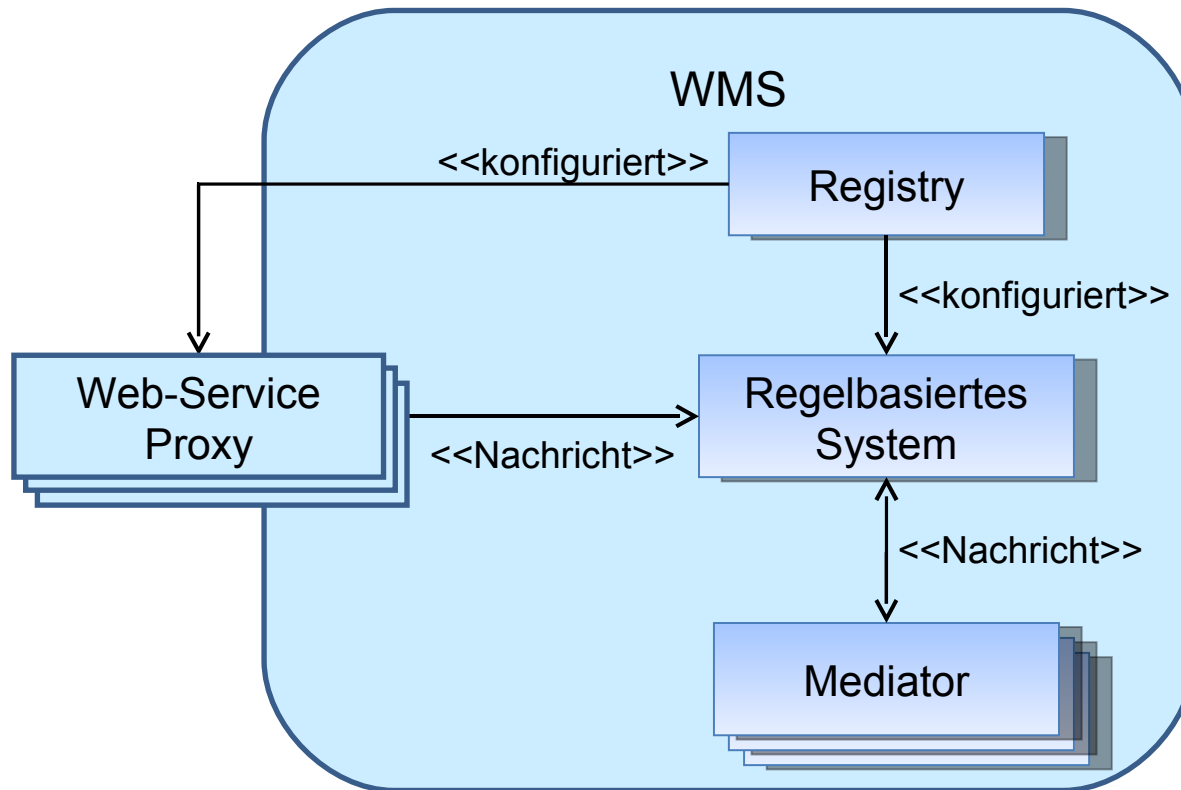 WMS
<<konfiguriert>>
Registry
<<konfiguriert>>
Web-Service
Proxy
<<Nachricht>>
Regelbasiertes
System
<<Nachricht>>
Mediator